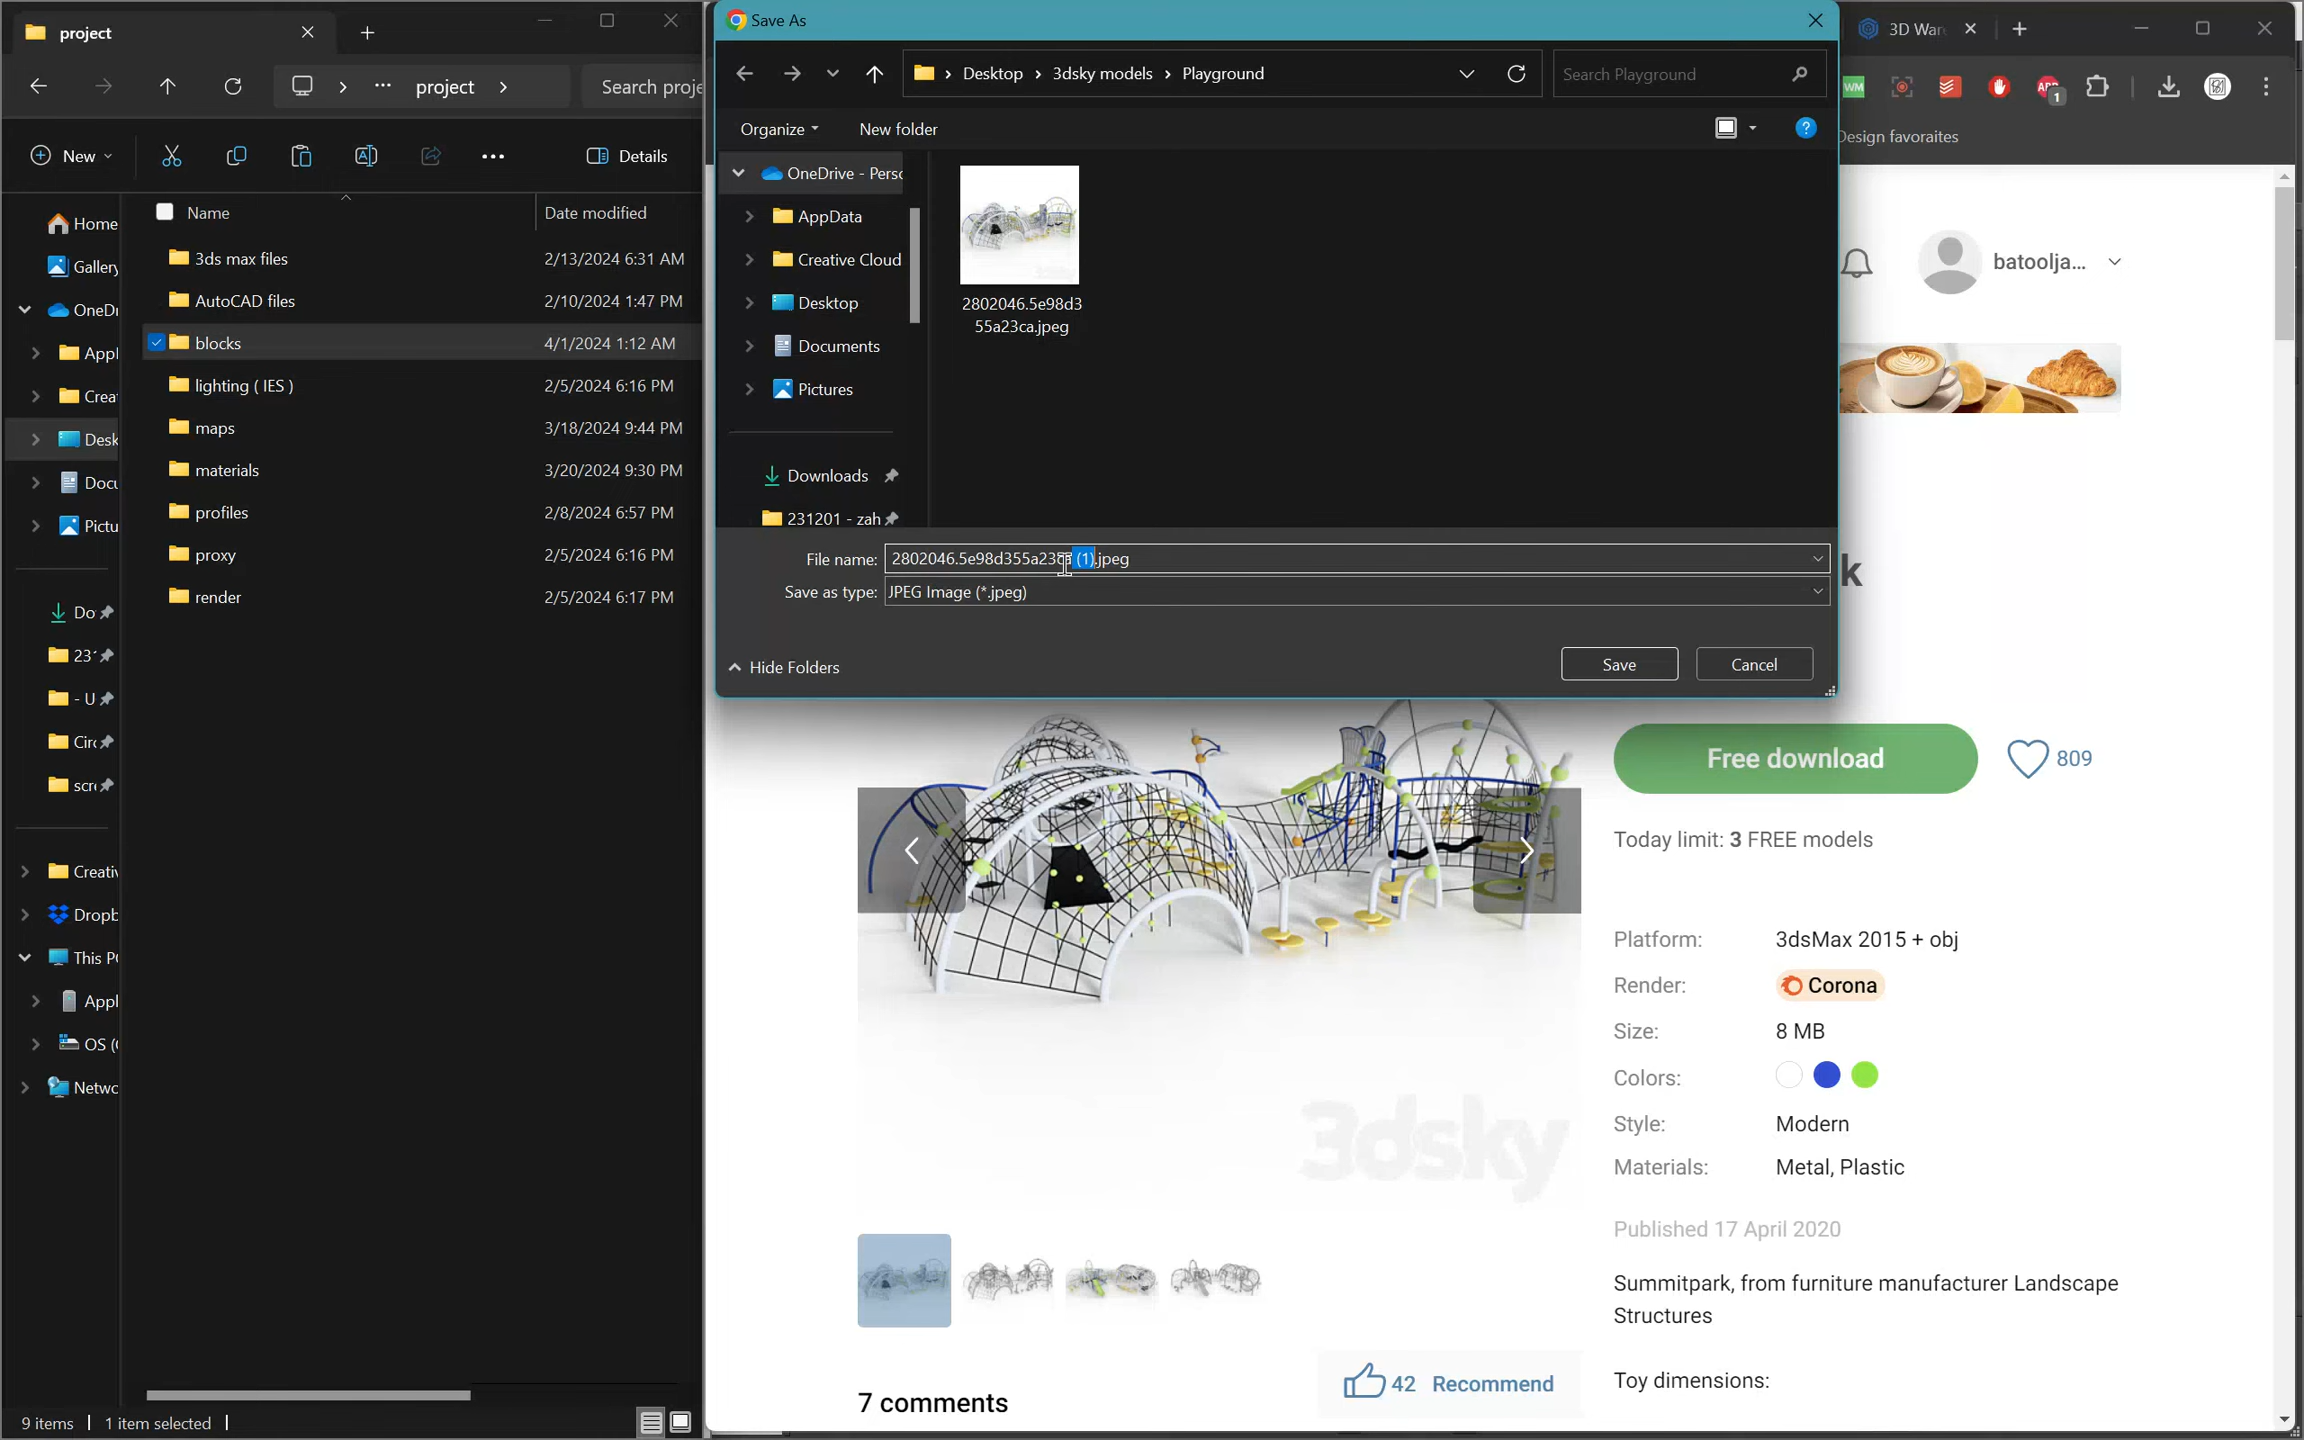 project
project
Search proje
New
Details
Name
Date modified
Home
Gallery
OneDr
Appl
Crea
Desk
Docu
Pictu
3ds max files 2/13/2024 6:31 AM
AutoCAD files 2/10/2024 1:47 PM
blocks 4/1/2024 1:12 AM
lighting ( IES ) 2/5/2024 6:16 PM
maps 3/18/2024 9:44 PM
materials 3/20/2024 9:30 PM
profiles 2/8/2024 6:57 PM
proxy 2/5/2024 6:16 PM
render 2/5/2024 6:17 PM
Do
23
- U
Circ
scre
Creativ
Dropb
This P
Appl
OS (
Netwo
9 items
1 item selected
Save As
Desktop > 3dsky models > Playground
Search Playground
Organize
New folder
OneDrive - Perso
AppData
Creative Cloud
Desktop
Documents
Pictures
Downloads
231201 - zah
2802046.5e98d3
55a23ca.jpeg
File name: 2802046.5e98d355a23ca (1).jpeg
Save as type: JPEG Image (*.jpeg)
Hide Folders
Save
Cancel
3D War
WM
ABP
1
Design favoraites
batoolja...
k
Free download
809
Today limit: 3 FREE models
Platform: 3dsMax 2015 + obj
Render: Corona
Size: 8 MB
Colors:
Style: Modern
Materials: Metal, Plastic
Published 17 April 2020
Summitpark, from furniture manufacturer Landscape
Structures
Toy dimensions:
3dsky
7 comments
42 Recommend